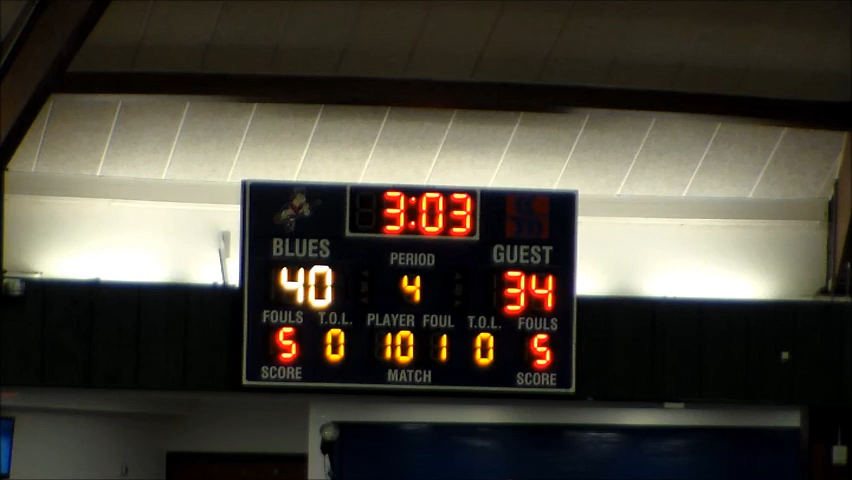 3:03
BLUES PERIOD GUEST
40 4 34
FOULS T.O.L. PLAYER FOUL T.O.L. FOULS
5 0 10 1 0 5
SCORE MATCH SCORE